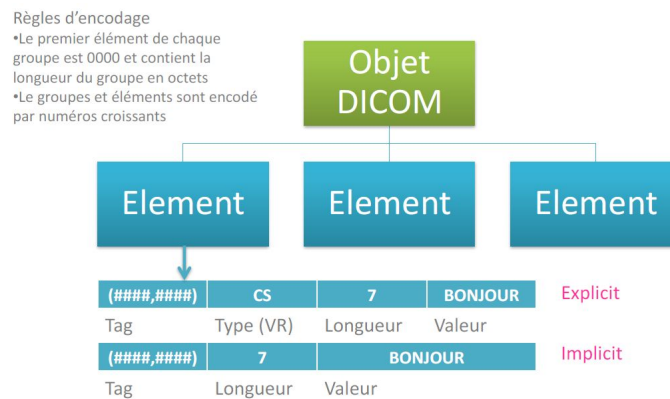 Règles d'encodage
•Le premier élément de chaque
groupe est 0000 et contient la
longueur du groupe en octets
•Le groupes et éléments sont encodé
par numéros croissants
Objet
DICOM
Element
Element
Element
(####,####) CS 7 BONJOUR Explicit
Tag Type (VR) Longueur Valeur
(####,####) 7 BONJOUR Implicit
Tag Longueur Valeur